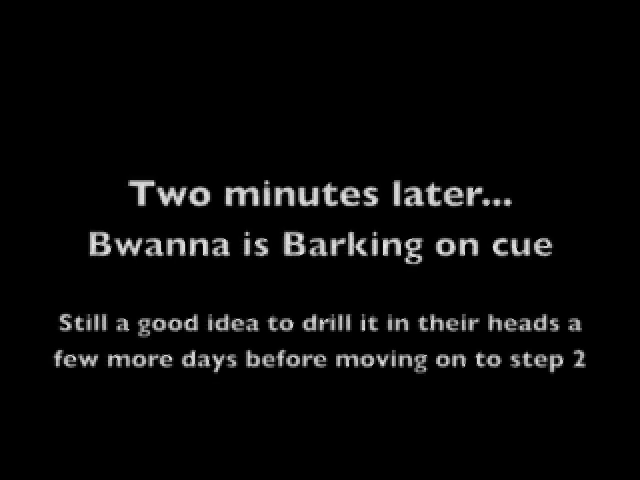 Two minutes later...
Bwanna is Barking on cue
Still a good idea to drill it in their heads a
few more days before moving on to step 2